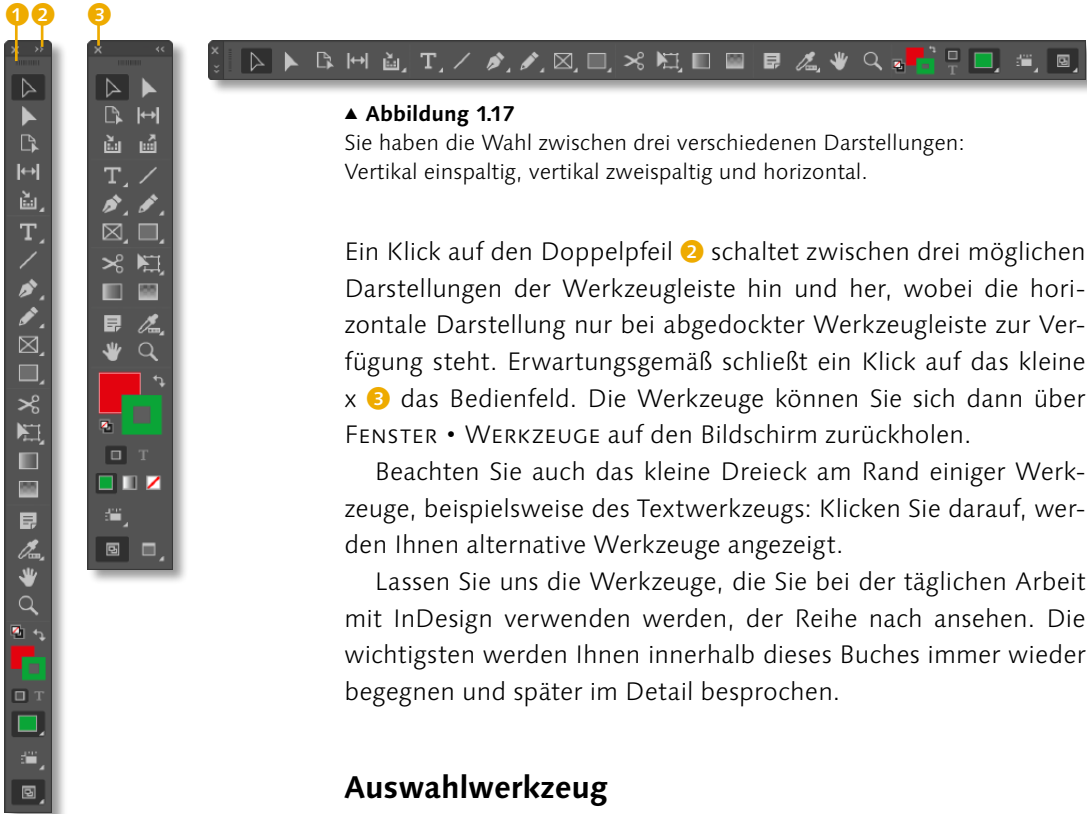 1 2 3
▲ Abbildung 1.17
Sie haben die Wahl zwischen drei verschiedenen Darstellungen:
Vertikal einspaltig, vertikal zweispaltig und horizontal.
Ein Klick auf den Doppelpfeil 2 schaltet zwischen drei möglichen
Darstellungen der Werkzeugleiste hin und her, wobei die hori-
zontale Darstellung nur bei abgedockter Werkzeugleiste zur Ver-
fügung steht. Erwartungsgemäß schließt ein Klick auf das kleine
x 3 das Bedienfeld. Die Werkzeuge können Sie sich dann über
FENSTER • WERKZEUGE auf den Bildschirm zurückholen.
Beachten Sie auch das kleine Dreieck am Rand einiger Werk-
zeuge, beispielsweise des Textwerkzeugs: Klicken Sie darauf, wer-
den Ihnen alternative Werkzeuge angezeigt.
Lassen Sie uns die Werkzeuge, die Sie bei der täglichen Arbeit
mit InDesign verwenden werden, der Reihe nach ansehen. Die
wichtigsten werden Ihnen innerhalb dieses Buches immer wieder
begegnen und später im Detail besprochen.
Auswahlwerkzeug